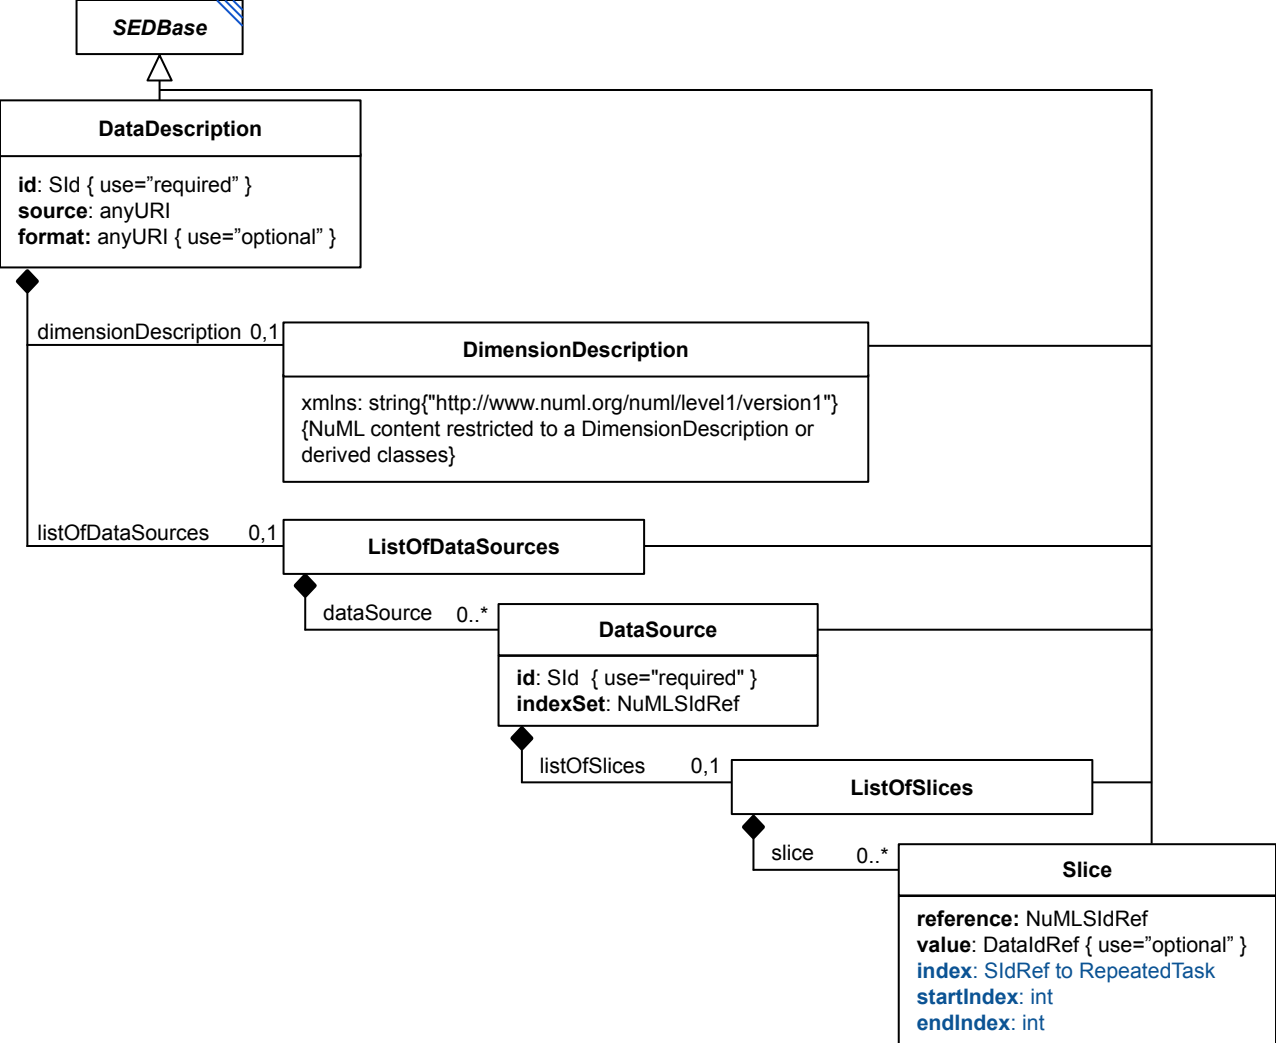 SEDBase
DataDescription
id: SId { use=”required” }
source: anyURI
format: anyURI { use=”optional” }
dimensionDescription 0,1
DimensionDescription
xmlns: string{"http://www.numl.org/numl/level1/version1"}
{NuML content restricted to a DimensionDescription or
derived classes}
listOfDataSources 0,1
ListOfDataSources
dataSource 0..*
DataSource
id: SId { use="required" }
indexSet: NuMLSIdRef
listOfSlices 0,1
ListOfSlices
slice 0..*
Slice
reference: NuMLSIdRef
value: DataIdRef { use=”optional” }
index: SIdRef to RepeatedTask
startIndex: int
endIndex: int